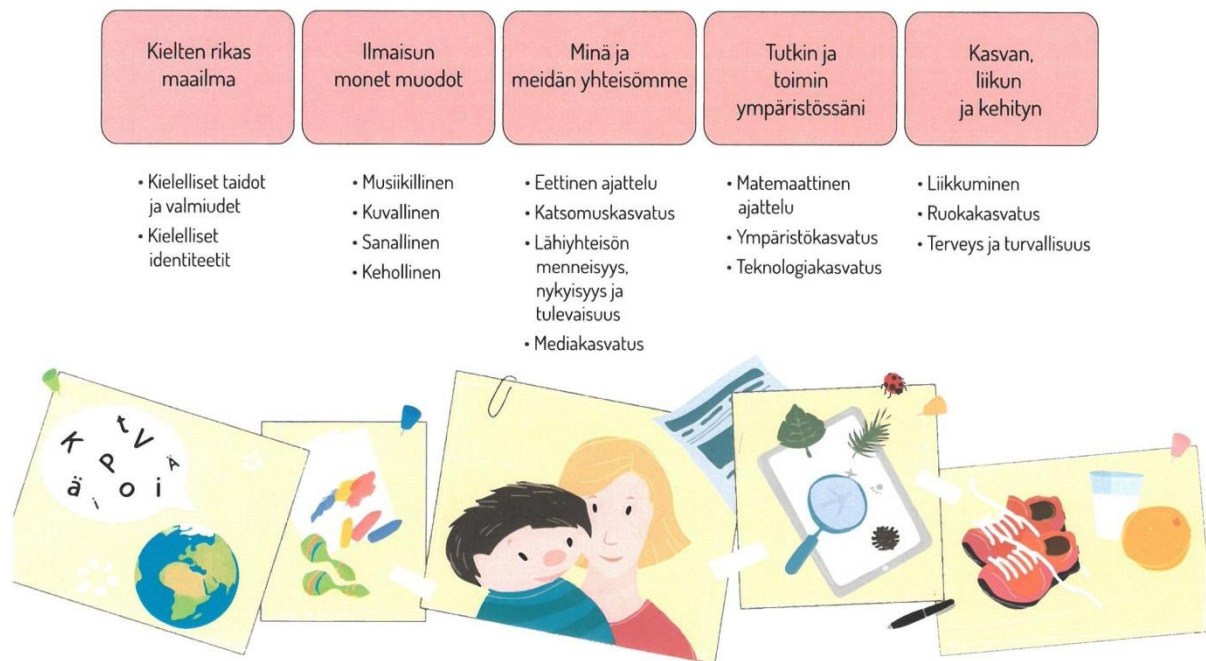 Kielten rikas
maailma
Ilmaisun
monet muodot
Minä ja
meidän yhteisömme
Tutkin ja
toimin
ympäristössäni
Kasvan,
liikun
ja kehityn
• Kielelliset taidot
ja valmiudet
• Kielelliset
identiteetit
• Musiikillinen
• Kuvallinen
• Sanallinen
• Kehollinen
• Eettinen ajattelu
• Katsomuskasvatus
• Lähiyhteisön
menneisyys,
nykyisyys ja
tulevaisuus
• Mediakasvatus
• Matemaattinen
ajattelu
• Ympäristökasvatus
• Teknologiakasvatus
• Liikkuminen
• Ruokakasvatus
• Terveys ja turvallisuus
K t V
P Ä
ä i o i